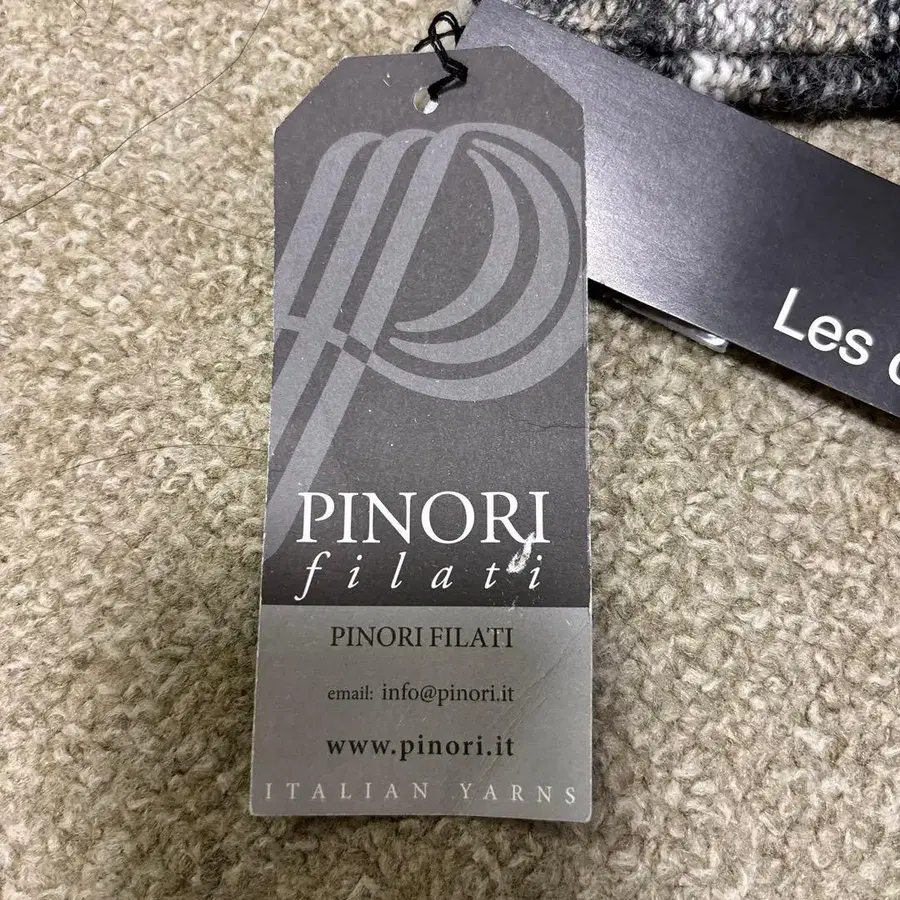 PINORI
filati
PINORI FILATI
email: info@pinori.it
www.pinori.it
ITALIAN YARNS
Les